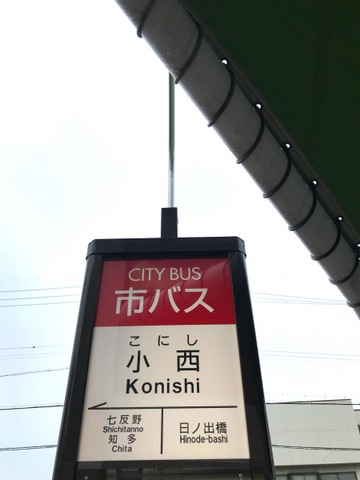 CITY BUS
市バス
こにし
小西
Konishi
七反野
Shichitanno
知多
Chita
日ノ出橋
Hinode-bashi